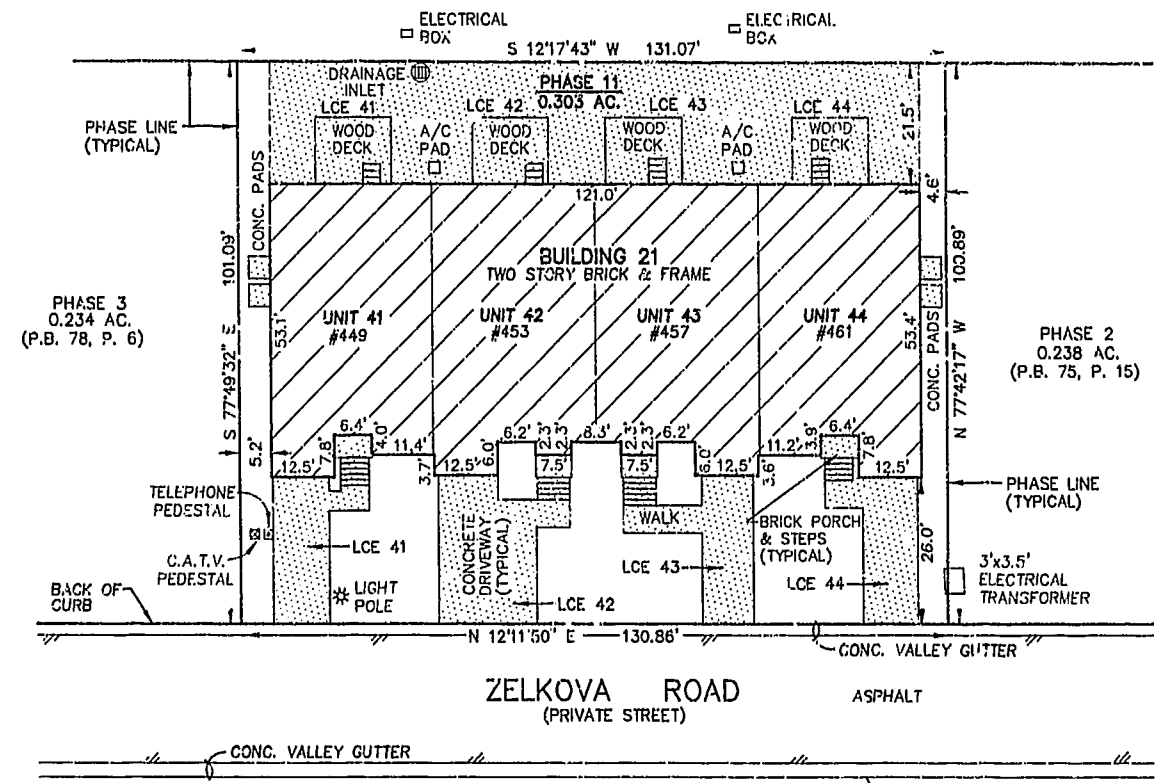 ELECTRICAL
BOX
ELECTRICAL
BOX
S 12°17'43" W 131.07'
DRAINAGE
INLET
PHASE 11
0.303 AC.
LCE 41
LCE 42
LCE 43
LCE 44
WOOD
DECK
A/C
PAD
WOOD
DECK
WOOD
DECK
A/C
PAD
WOOD
DECK
21.5'
PHASE LINE
(TYPICAL)
CONC. PADS
121.0'
4.6'
101.09'
S 77°49'32" E
100.89'
N 77°42'17" W
BUILDING 21
TWO STORY BRICK & FRAME
PHASE 3
0.234 AC.
(P.B. 78, P. 6)
53.1'
UNIT 41
#449
UNIT 42
#453
UNIT 43
#457
UNIT 44
#461
53.4'
CONC. PADS
PHASE 2
0.238 AC.
(P.B. 75, P. 15)
5.2'
12.5'
7.8'
6.4'
4.0'
11.4'
3.7'
12.5'
6.0'
6.2'
2.3'
2.3'
7.5'
8.3'
2.3'
2.3'
7.5'
6.2'
6.0'
12.5'
3.6'
11.2'
3.9'
6.4'
7.8'
12.5'
TELEPHONE
PEDESTAL
C.A.T.V.
PEDESTAL
BACK OF
CURB
LCE 41
LIGHT
POLE
CONCRETE
DRIVEWAY
(TYPICAL)
LCE 42
WALK
LCE 43
BRICK PORCH
& STEPS
(TYPICAL)
LCE 44
26.0'
PHASE LINE
(TYPICAL)
3'x3.5'
ELECTRICAL
TRANSFORMER
N 12°11'50" E 130.86'
CONC. VALLEY GUTTER
ZELKOVA ROAD
(PRIVATE STREET)
ASPHALT
CONC. VALLEY GUTTER